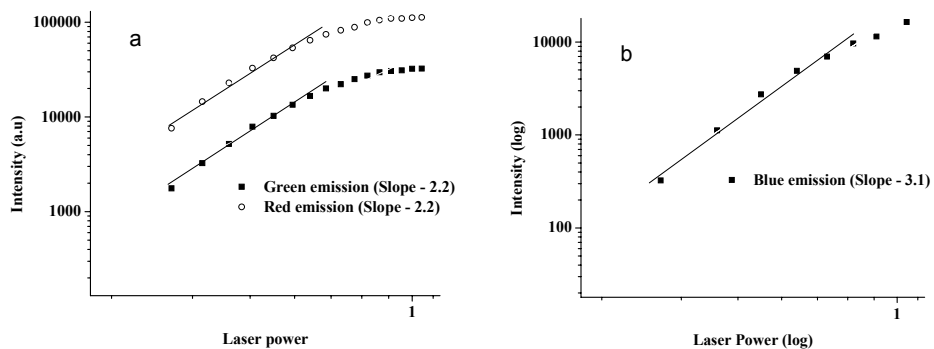 a
100000
10000
1000
Intensity (a.u)
Green emission (Slope - 2.2)
Red emission (Slope - 2.2)
1
Laser power
b
10000
1000
100
Intensity (log)
Blue emission (Slope - 3.1)
1
Laser Power (log)